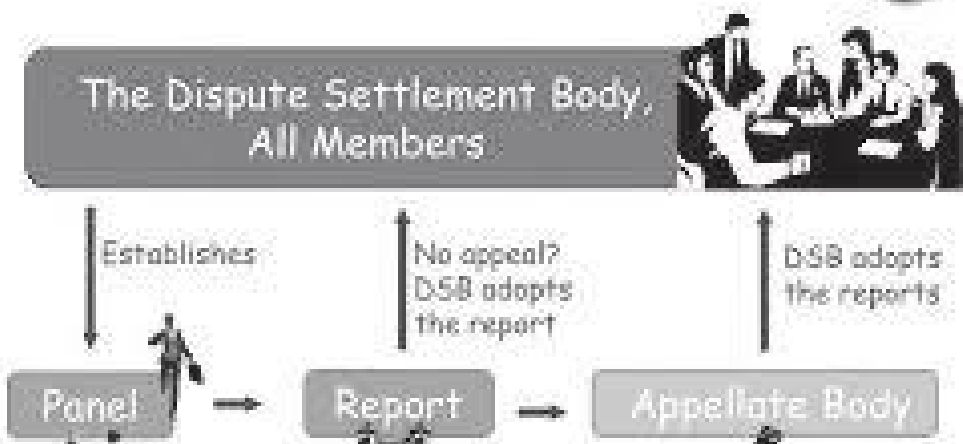 The Dispute Settlement Body,
All Members
Establishes
No appeal?
DSB adopts
the report
DSB adopts
the reports
Panel
Report
Appellate Body